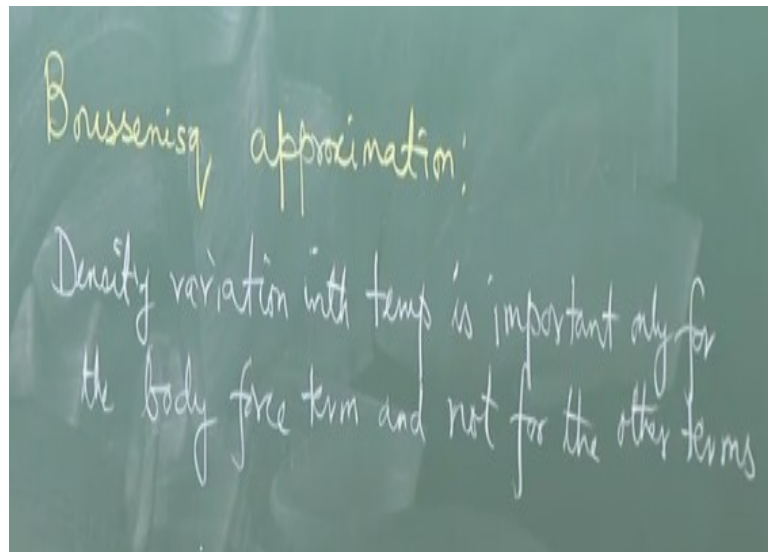 Boussenisq approximation:
Density variation with temp is important only for
the body force term and not for the other terms